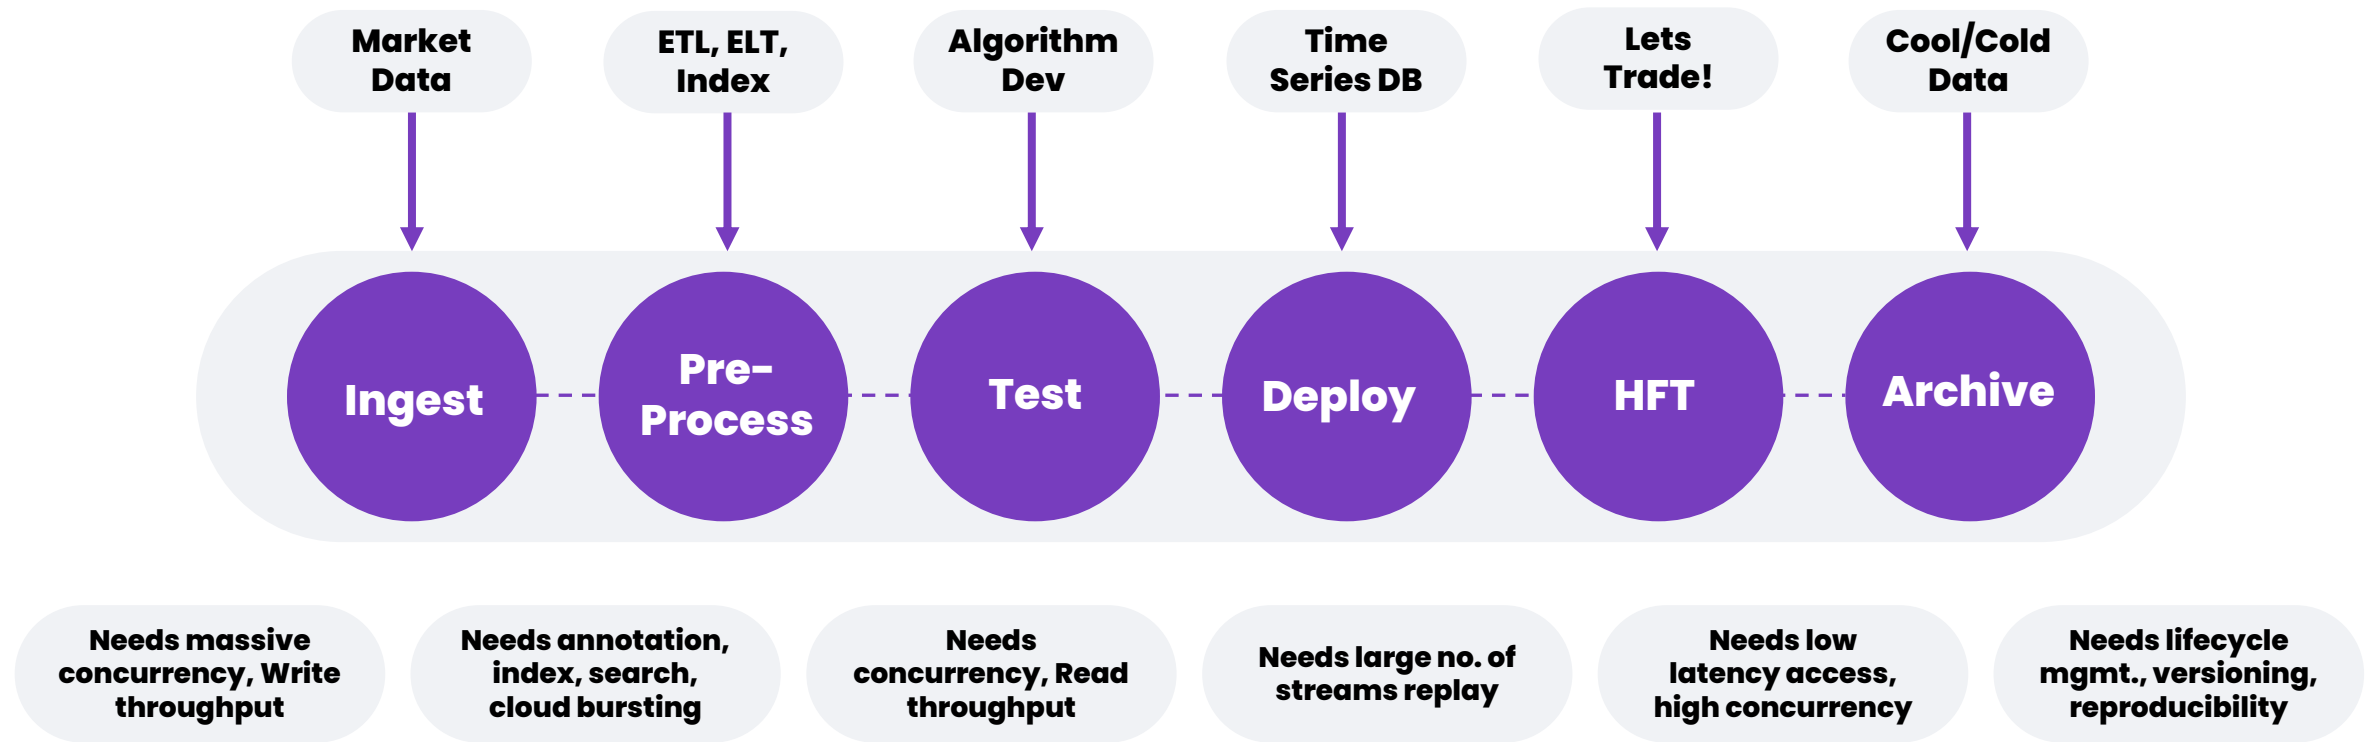 Market
Data
ETL, ELT,
Index
Algorithm
Dev
Time
Series DB
Lets
Trade!
Cool/Cold
Data
Ingest
Pre-
Process
Test
Deploy
HFT
Archive
Needs massive
concurrency, Write
throughput
Needs annotation,
index, search,
cloud bursting
Needs
concurrency, Read
throughput
Needs large no. of
streams replay
Needs low
latency access,
high concurrency
Needs lifecycle
mgmt., versioning,
reproducibility